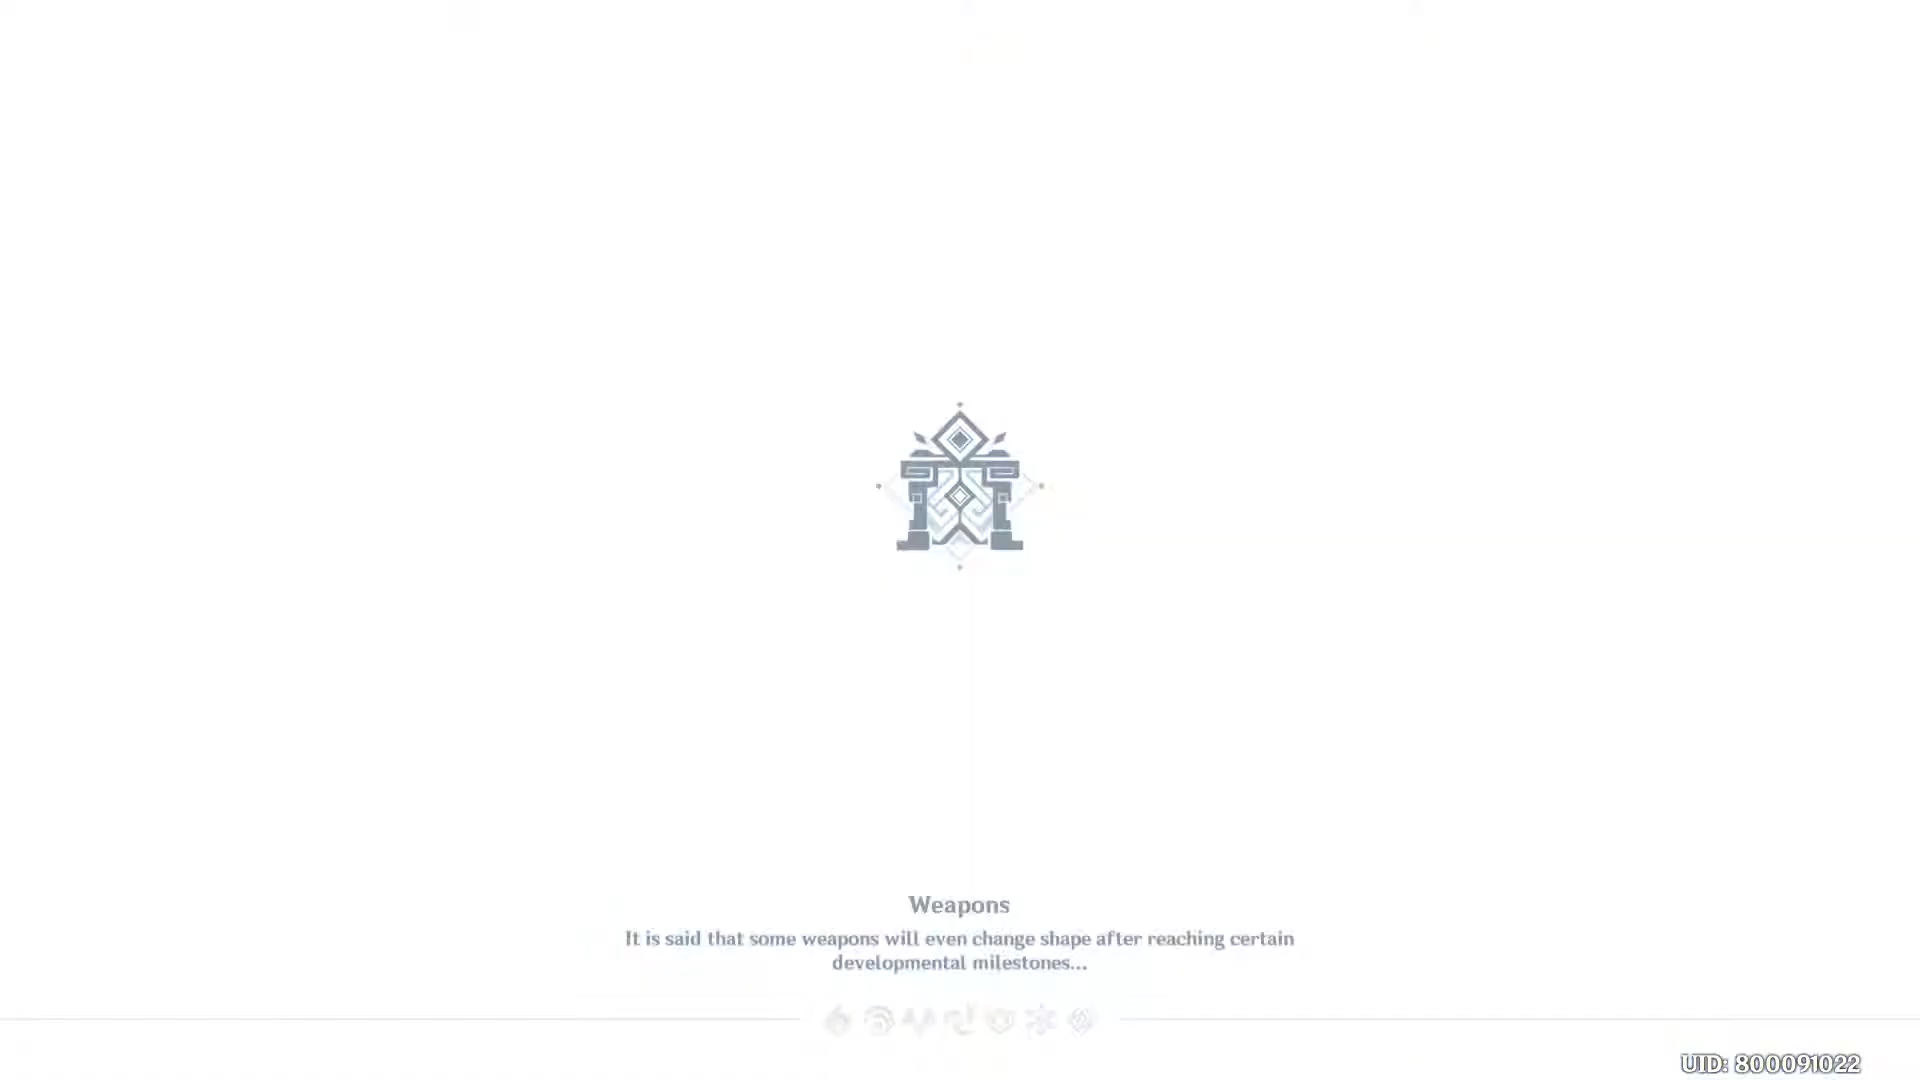 Weapons
It is said that some weapons will even change shape after reaching certain
developmental milestones...
UID: 800091022